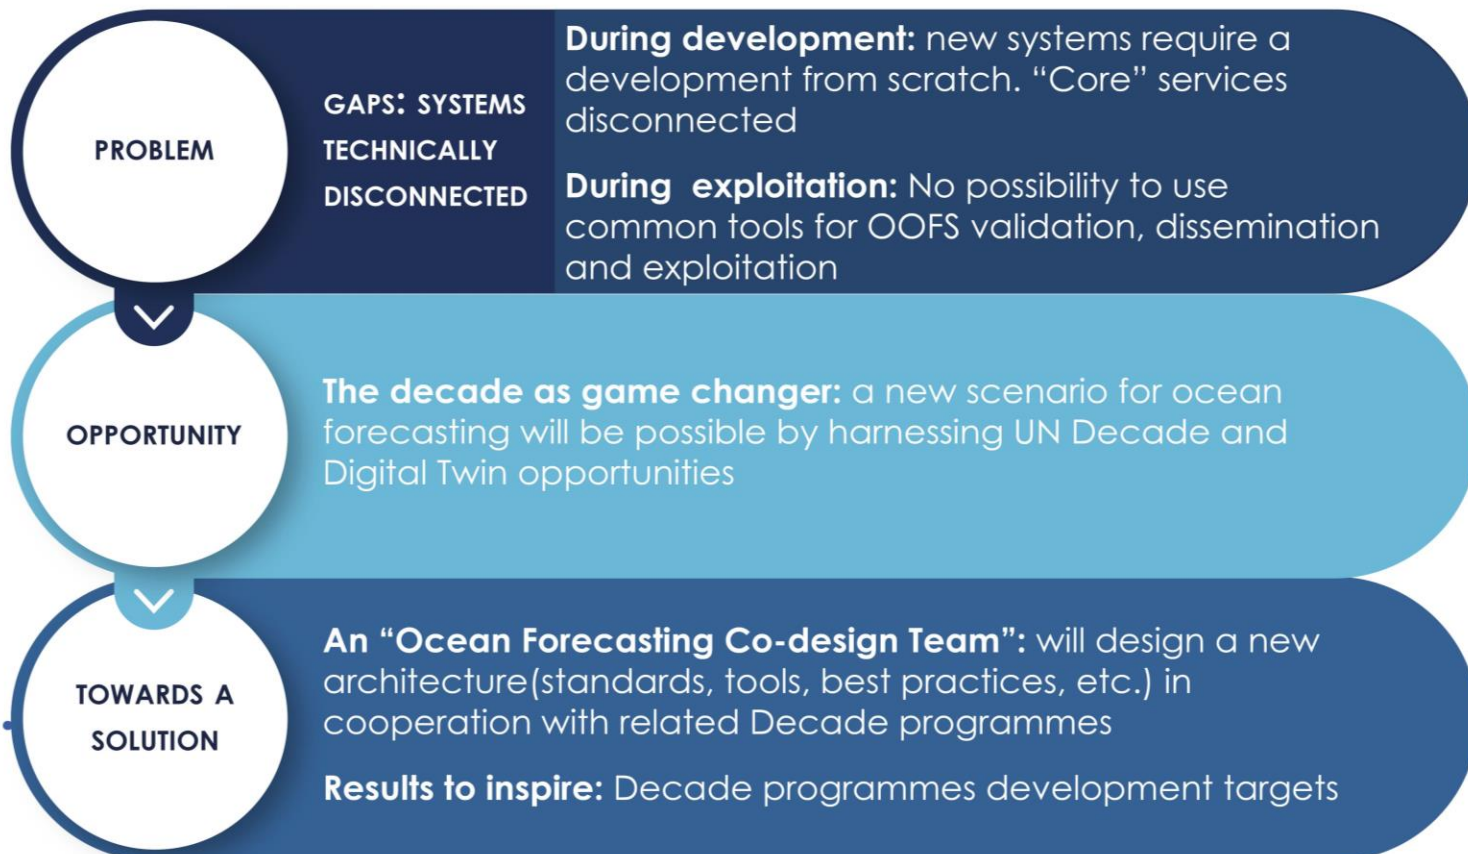 PROBLEM
GAPS: SYSTEMS
TECHNICALLY
DISCONNECTED
During development: new systems require a
development from scratch. “Core” services
disconnected
During  exploitation: No possibility to use
common tools for OOFS validation, dissemination
and exploitation
OPPORTUNITY
The decade as game changer: a new scenario for ocean
forecasting will be possible by harnessing UN Decade and
Digital Twin opportunities
TOWARDS A
SOLUTION
An “Ocean Forecasting Co-design Team”: will design a new
architecture(standards, tools, best practices, etc.) in
cooperation with related Decade programmes
Results to inspire: Decade programmes development targets